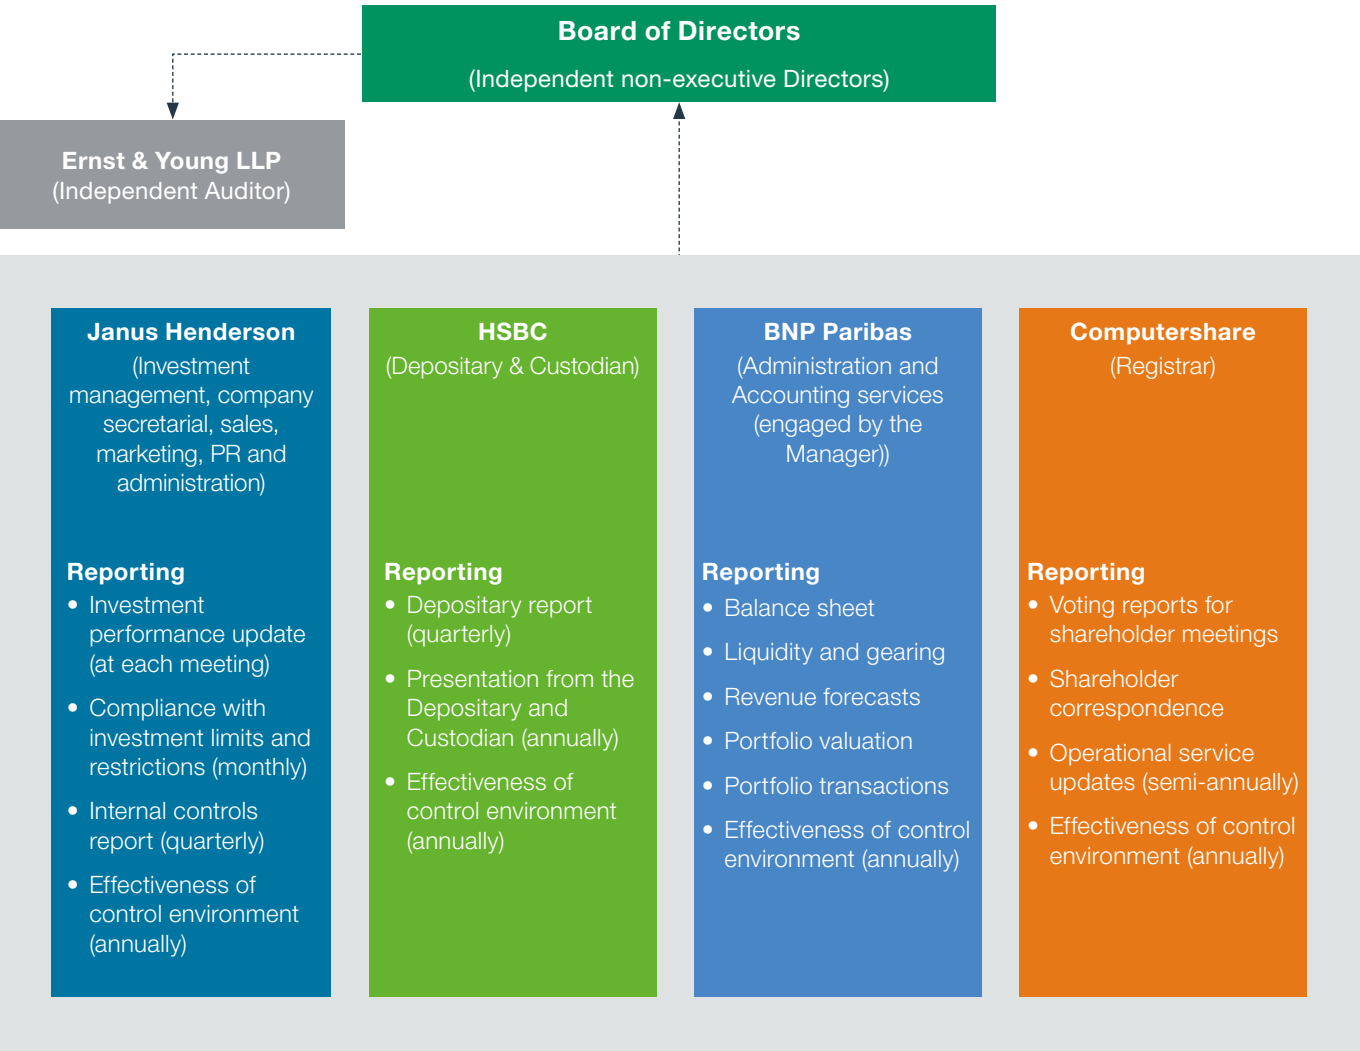 Board of Directors
(Independent non-executive Directors)
Ernst & Young LLP
(Independent Auditor)
Janus Henderson
(Investment
management, company
secretarial, sales,
marketing, PR and
administration)
Reporting
• Investment
performance update
(at each meeting)
• Compliance with
investment limits and
restrictions (monthly)
• Internal controls
report (quarterly)
• Effectiveness of
control environment
(annually)
HSBC
(Depositary & Custodian)
Reporting
• Depositary report
(quarterly)
• Presentation from the
Depositary and
Custodian (annually)
• Effectiveness of
control environment
(annually)
BNP Paribas
(Administration and
Accounting services
(engaged by the
Manager))
Reporting
• Balance sheet
• Liquidity and gearing
• Revenue forecasts
• Portfolio valuation
• Portfolio transactions
• Effectiveness of control
environment (annually)
Computershare
(Registrar)
Reporting
• Voting reports for
shareholder meetings
• Shareholder
correspondence
• Operational service
updates (semi-annually)
• Effectiveness of control
environment (annually)